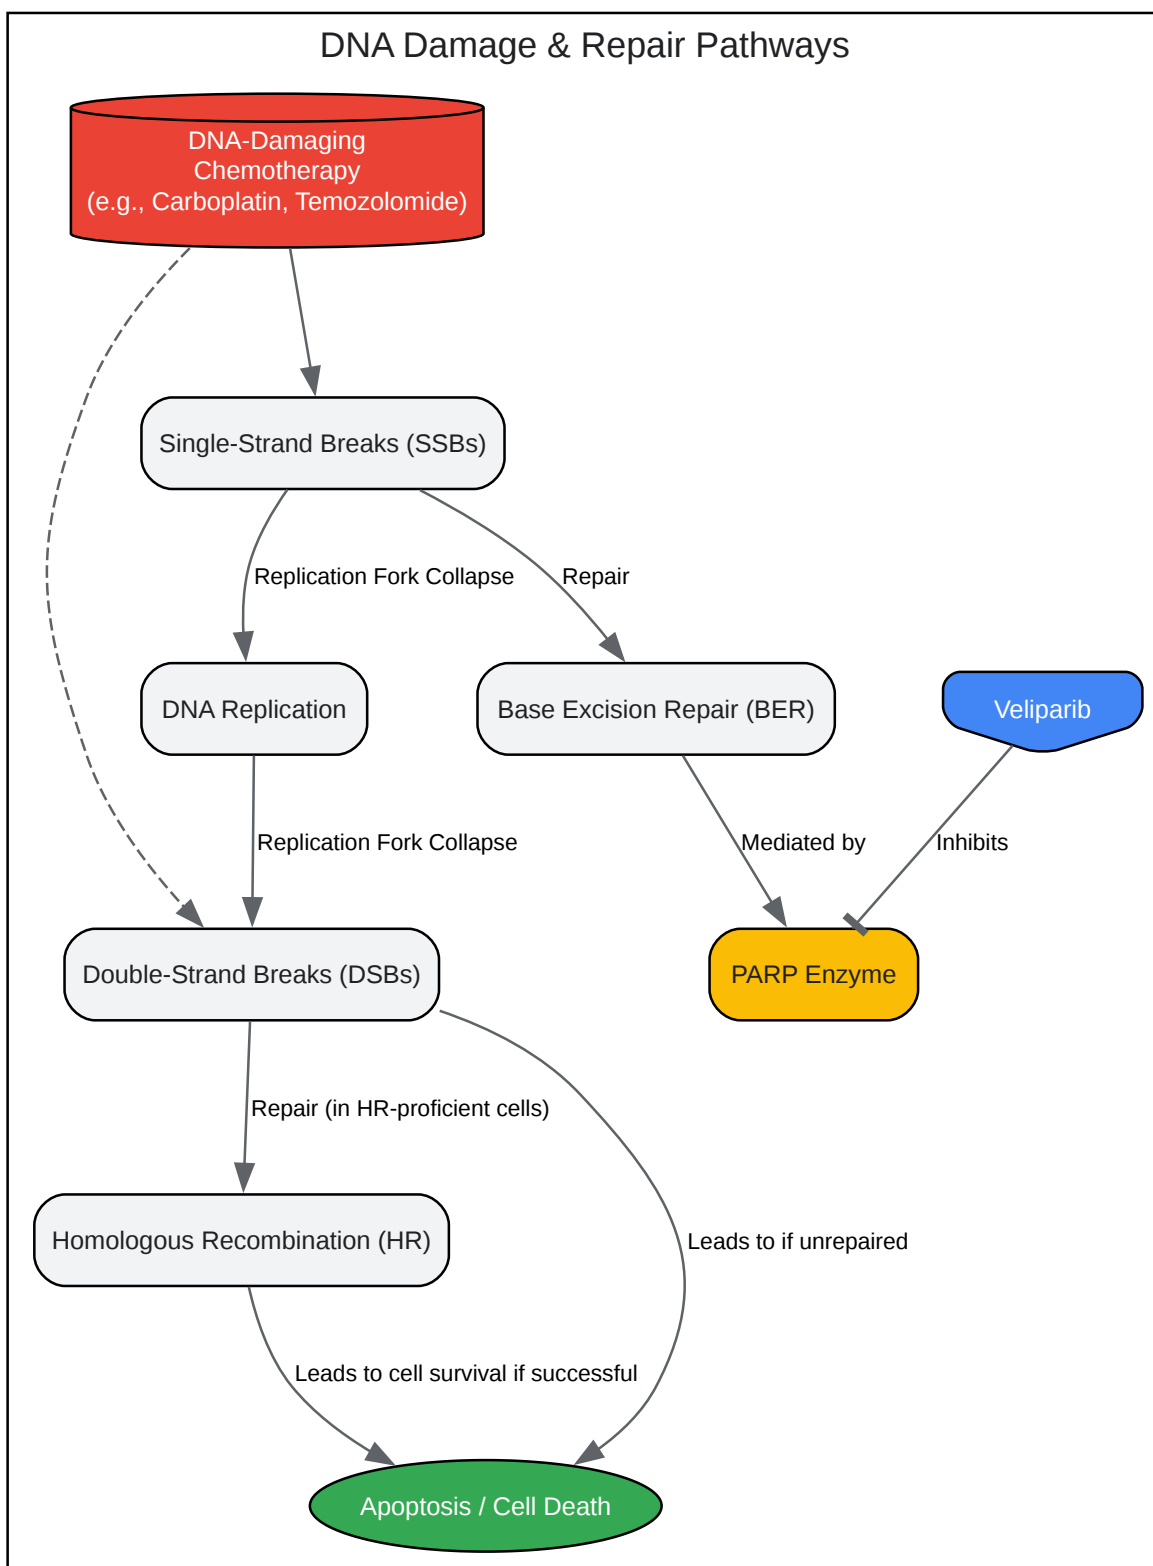 DNA Damage & Repair Pathways
DNA-Damaging
Chemotherapy
(e.g., Carboplatin, Temozolomide)
Single-Strand Breaks (SSBs)
Replication Fork Collapse
Repair
DNA Replication
Base Excision Repair (BER)
Veliparib
Replication Fork Collapse
Mediated by
Inhibits
Double-Strand Breaks (DSBs)
PARP Enzyme
Repair (in HR-proficient cells)
Homologous Recombination (HR)
Leads to if unrepaired
Leads to cell survival if successful
Apoptosis / Cell Death